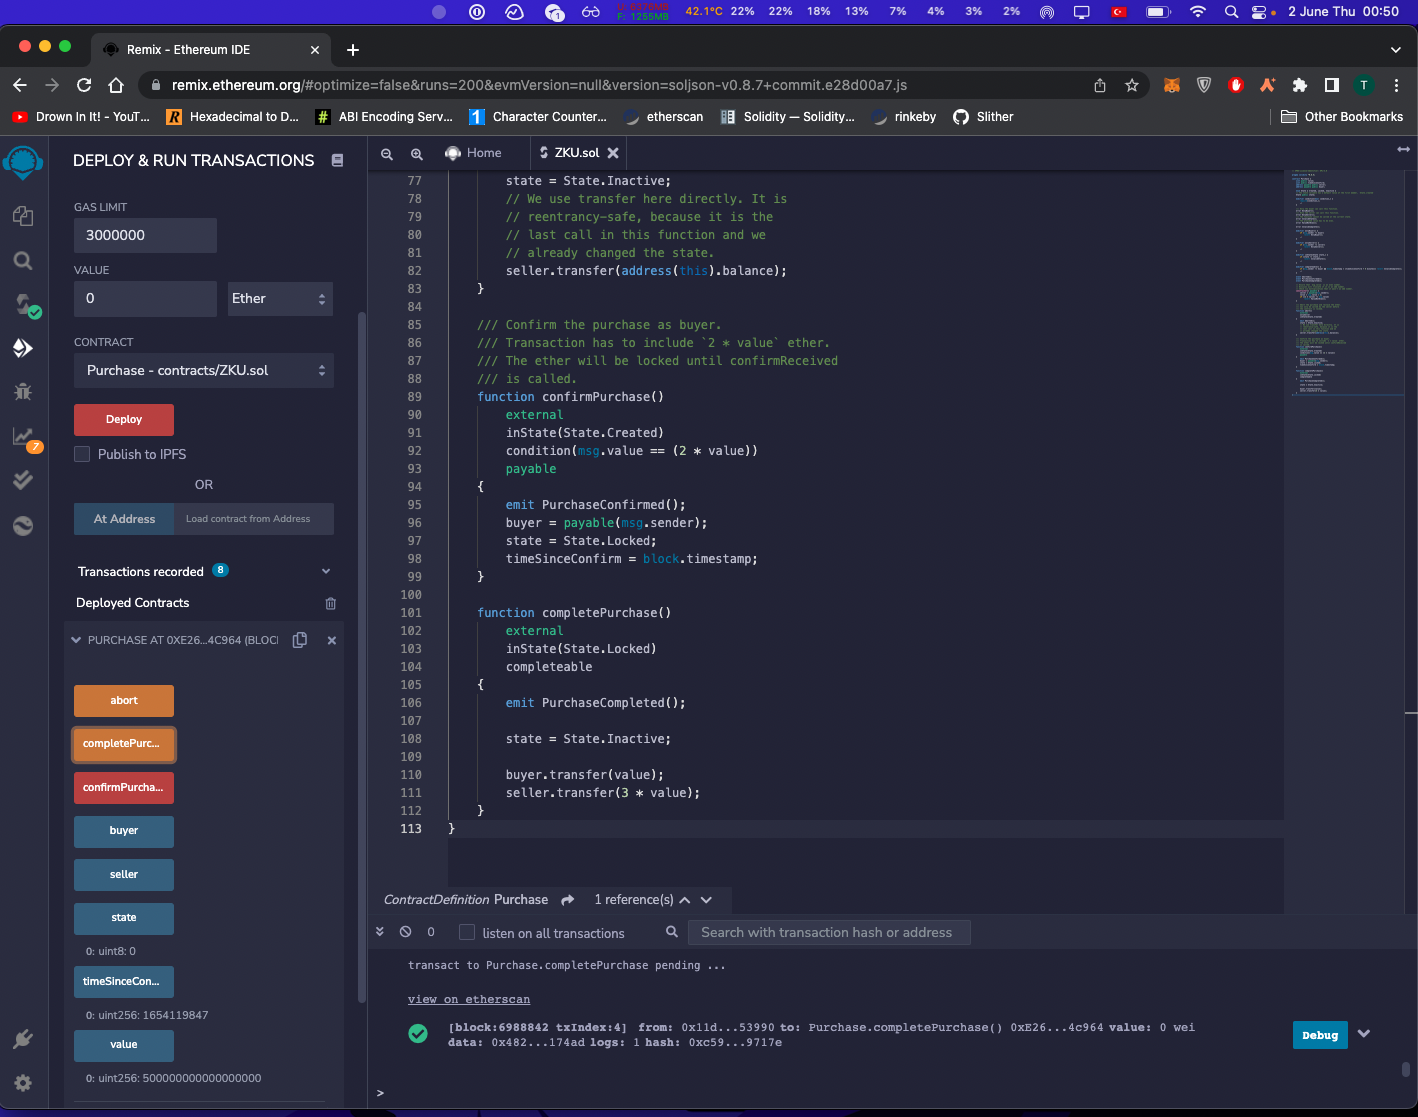 42.1°C 22% 22% 18% 13% 7% 4% 3% 2% 2 June Thu 00:50
Remix - Ethereum IDE
remix.ethereum.org/#optimize=false&runs=200&evmVersion=null&version=soljson-v0.8.7+commit.e28d00a7.js
T
Drown In It! - YouT... Hexadecimal to D... ABI Encoding Serv... Character Counter... etherscan Solidity — Solidity... rinkeby Slither Other Bookmarks
DEPLOY & RUN TRANSACTIONS
GAS LIMIT
3000000
VALUE
0 Ether
CONTRACT
Purchase - contracts/ZKU.sol
Deploy
Publish to IPFS
OR
At Address Load contract from Address
Transactions recorded 8
Deployed Contracts
PURCHASE AT 0XE26...4C964 (BLOC
abort
completePurc...
confirmPurcha...
buyer
seller
state
0: uint8: 0
timeSinceCon...
0: uint256: 1654119847
value
0: uint256: 500000000000000000
7
Home ZKU.sol
77 state = State.Inactive;
78 // We use transfer here directly. It is
79 // reentrancy-safe, because it is the
80 // last call in this function and we
81 // already changed the state.
82 seller.transfer(address(this).balance);
83 }
84
85 /// Confirm the purchase as buyer.
86 /// Transaction has to include `2 * value` ether.
87 /// The ether will be locked until confirmReceived
88 /// is called.
89 function confirmPurchase()
90 external
91 inState(State.Created)
92 condition(msg.value == (2 * value))
93 payable
94 {
95 emit PurchaseConfirmed();
96 buyer = payable(msg.sender);
97 state = State.Locked;
98 timeSinceConfirm = block.timestamp;
99 }
100
101 function completePurchase()
102 external
103 inState(State.Locked)
104 completeable
105 {
106 emit PurchaseCompleted();
107
108 state = State.Inactive;
109
110 buyer.transfer(value);
111 seller.transfer(3 * value);
112 }
113 }
ContractDefinition Purchase 1 reference(s)
0 listen on all transactions Search with transaction hash or address
transact to Purchase.completePurchase pending ...
view on etherscan
[block:6988842 txIndex:4] from: 0x11d...53990 to: Purchase.completePurchase() 0xE26...4c964 value: 0 wei
data: 0x482...174ad logs: 1 hash: 0xc59...9717e
Debug
>